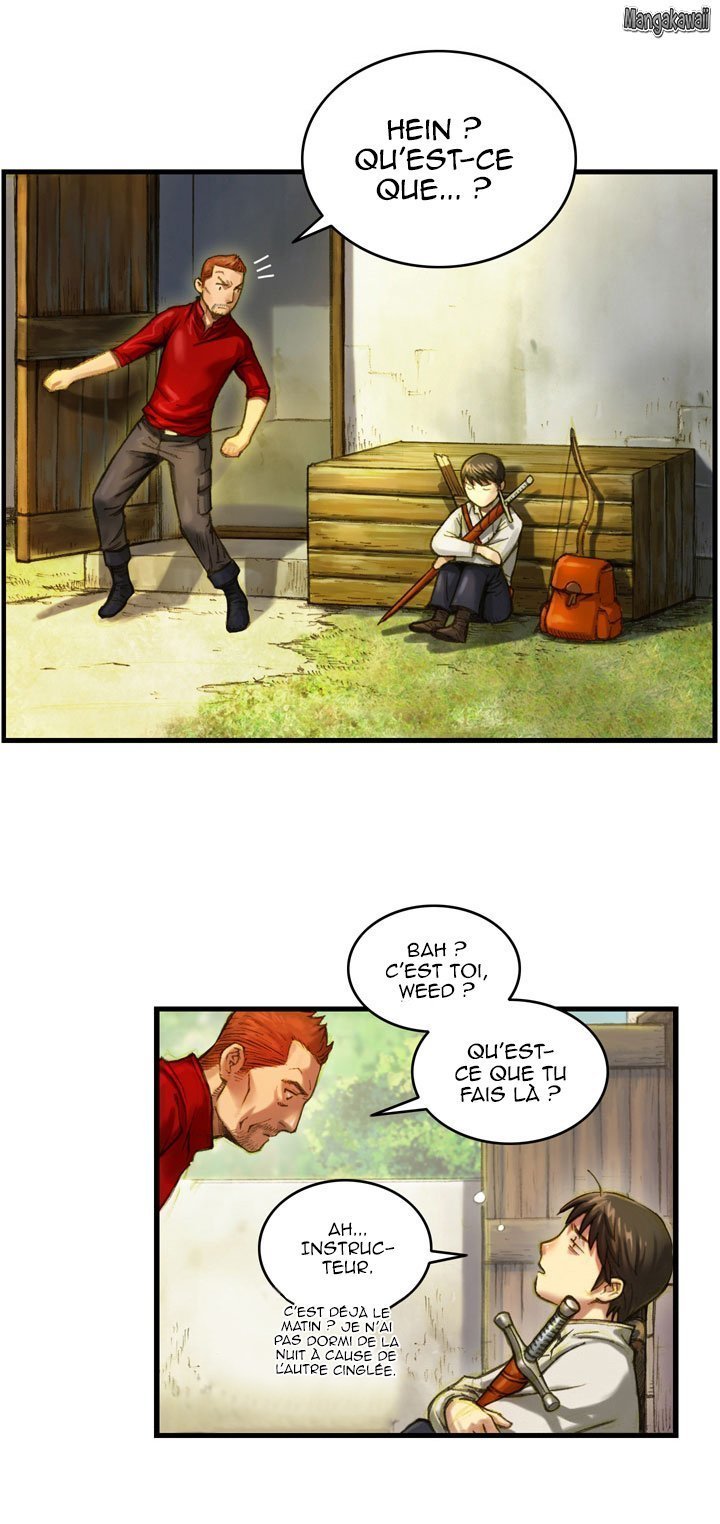 Mangakawaii
HEIN ?
QU'EST-CE
QUE... ?
BAH ?
C'EST TOI,
WEED ?
QU'EST-
CE QUE TU
FAIS LÀ ?
AH...
INSTRUC-
TEUR.
C'EST DÉJÀ LE
MATIN ? JE N'AI
PAS DORMI DE LA
NUIT À CAUSE DE
L'AUTRE CINGLÉE.